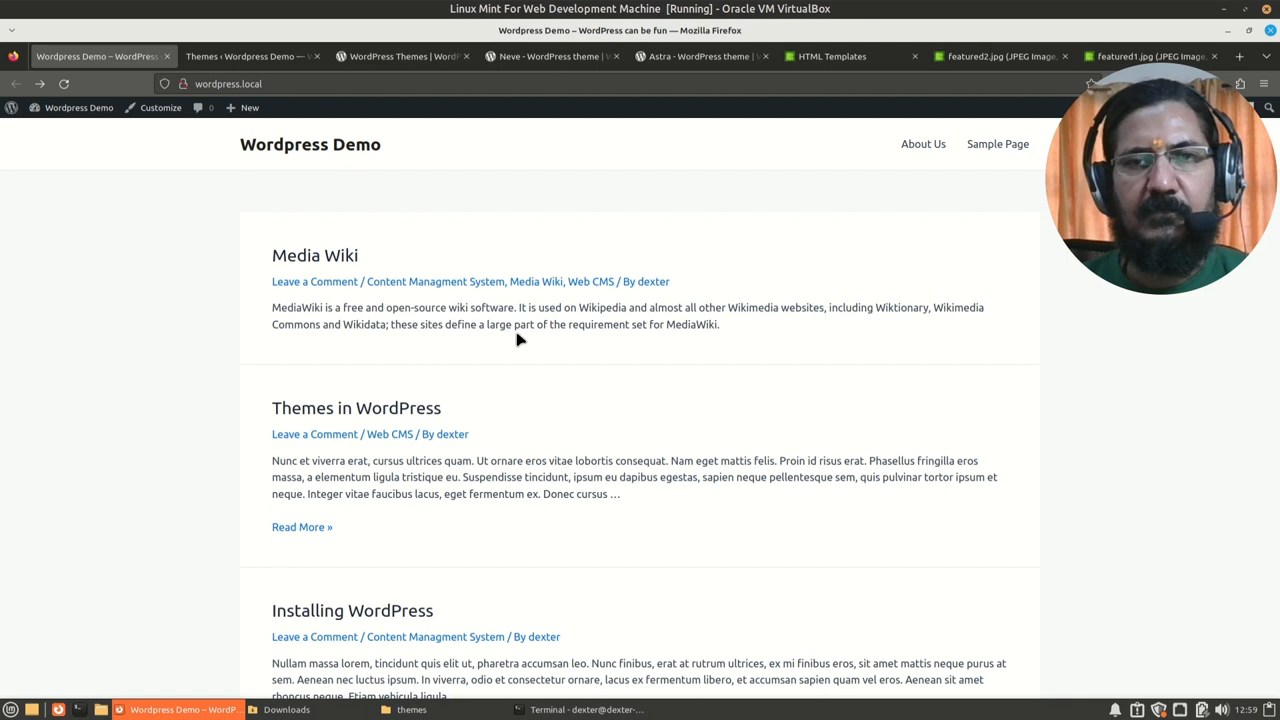 Linux Mint For Web Development Machine [Running] - Oracle VM VirtualBox
Wordpress Demo – WordPress can be fun — Mozilla Firefox
Wordpress Demo – WordPress
Themes ‹ Wordpress Demo — W
WordPress Themes | WordP
Neve - WordPress theme | W
Astra - WordPress theme | W
HTML Templates
featured2.jpg (JPEG Image,
featured1.jpg (JPEG Image,
wordpress.local
Wordpress Demo
Customize
0
New
Wordpress Demo
About Us
Sample Page
Media Wiki
Leave a Comment / Content Managment System, Media Wiki, Web CMS / By dexter
MediaWiki is a free and open-source wiki software. It is used on Wikipedia and almost all other Wikimedia websites, including Wiktionary, Wikimedia
Commons and Wikidata; these sites define a large part of the requirement set for MediaWiki.
Themes in WordPress
Leave a Comment / Web CMS / By dexter
Nunc et viverra erat, cursus ultrices quam. Ut ornare eros vitae lobortis consequat. Nam eget mattis felis. Proin id risus erat. Phasellus fringilla eros
massa, a elementum ligula tristique eu. Suspendisse tincidunt, ipsum eu dapibus egestas, sapien neque pellentesque sem, quis pulvinar tortor ipsum et
neque. Integer vitae faucibus lacus, eget fermentum ex. Donec cursus …
Read More »
Installing WordPress
Leave a Comment / Content Managment System / By dexter
Nullam massa lorem, tincidunt quis elit ut, pharetra accumsan leo. Nunc finibus, erat at rutrum ultrices, ex mi finibus eros, sit amet mattis neque purus at
sem. Aenean nec luctus ipsum. In viverra, odio et consectetur ornare, lacus ex fermentum libero, et accumsan sapien quam vel eros. Aenean sit amet
rhoncus neque. Etiam vehicula ligula
Wordpress Demo – WordP...
Downloads
themes
Terminal - dexter@dexter-...
12:59